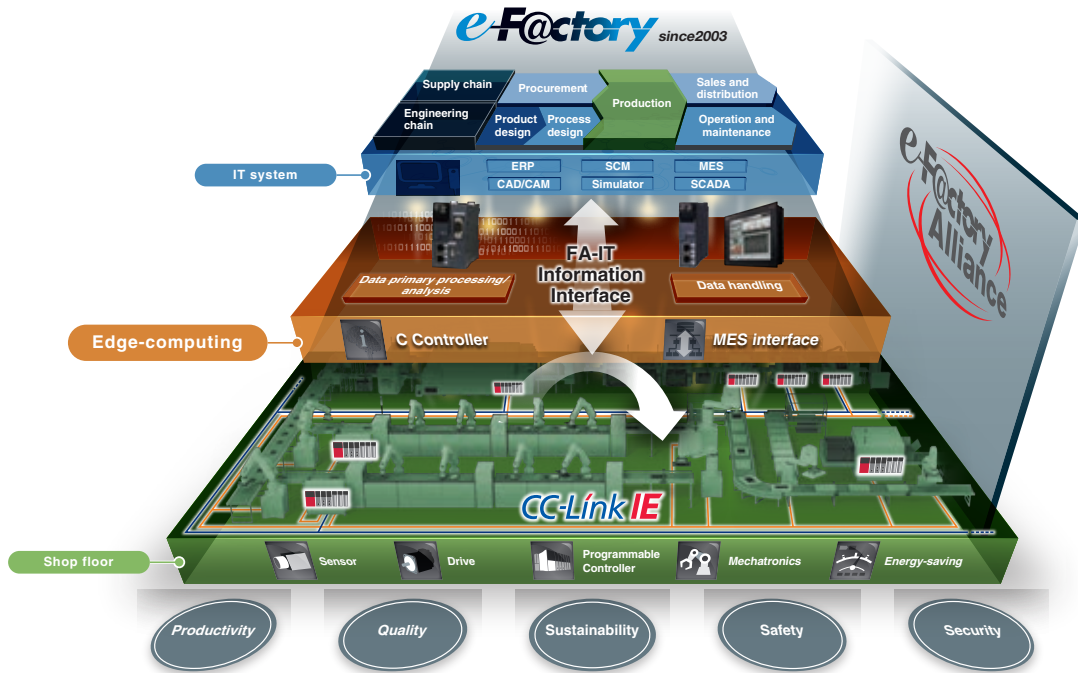 e-F@ctory since2003
Supply chain
Procurement
Production
Sales and
distribution
Engineering
chain
Product
design
Process
design
Operation and
maintenance
IT system
ERP
SCM
MES
CAD/CAM
Simulator
SCADA
FA-IT
Information
Interface
Data primary processing/
analysis
Data handling
e-F@ctory
Alliance
Edge-computing
C Controller
MES interface
CC-Link IE
Shop floor
Sensor
Drive
Programmable
Controller
Mechatronics
Energy-saving
Productivity
Quality
Sustainability
Safety
Security